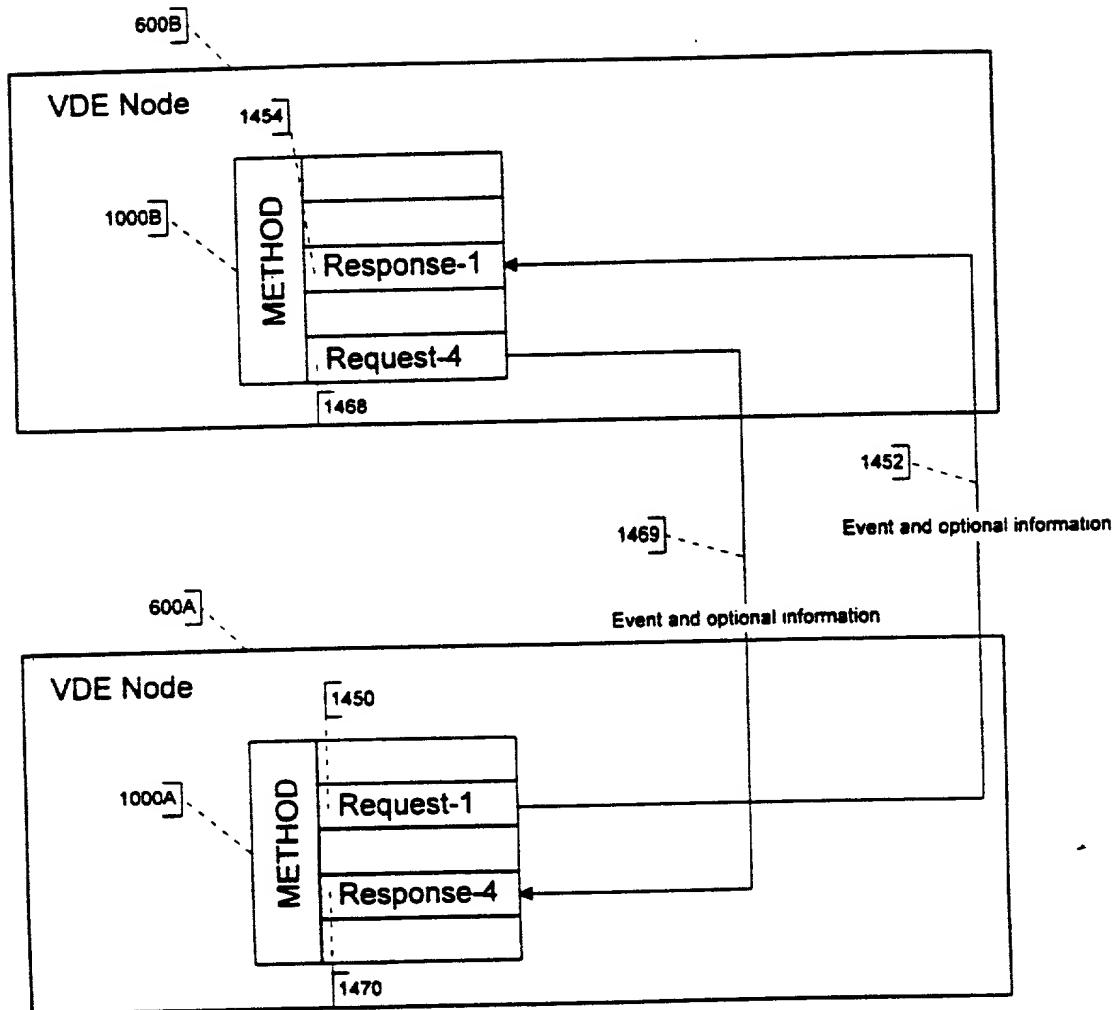 600B
VDE Node
1454
1000B
METHOD
Response-1
Request-4
1468
1452
Event and optional information
1469
600A
Event and optional information
VDE Node
1450
1000A
METHOD
Request-1
Response-4
1470